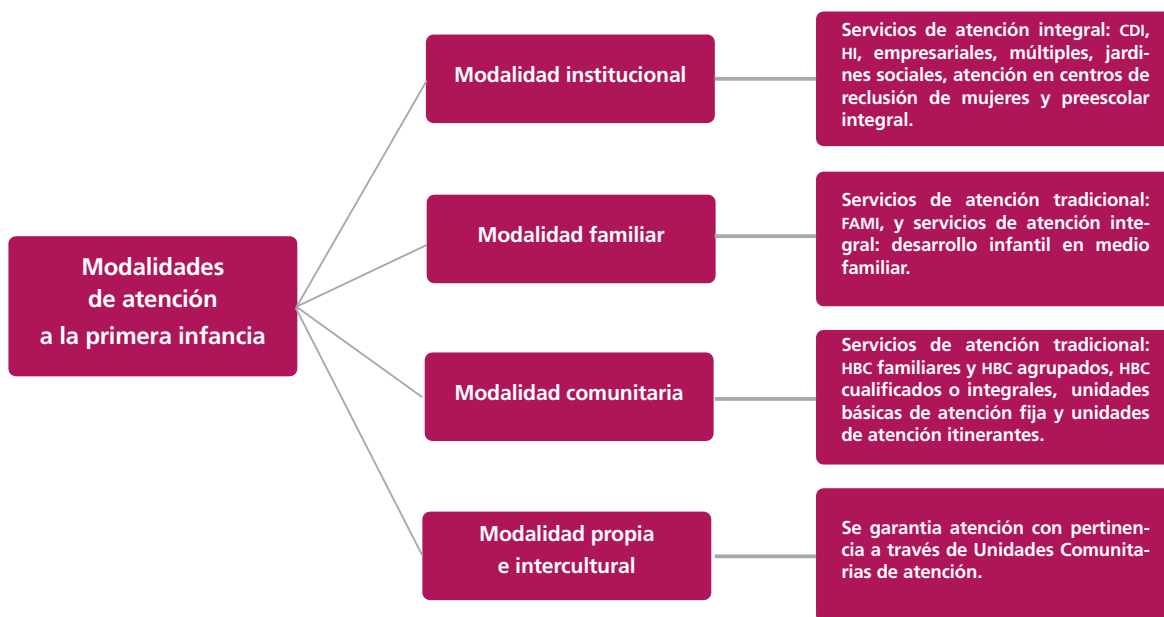 Modalidades
de atención
a la primera infancia
Modalidad institucional
Servicios de atención integral: CDI,
HI, empresariales, múltiples, jardi-
nes sociales, atención en centros de
reclusión de mujeres y preescolar
integral.
Modalidad familiar
Servicios de atención tradicional:
FAMI, y servicios de atención inte-
gral: desarrollo infantil en medio
familiar.
Modalidad comunitaria
Servicios de atención tradicional:
HBC familiares y HBC agrupados, HBC
cualificados o integrales, unidades
básicas de atención fija y unidades
de atención itinerantes.
Modalidad propia
e intercultural
Se garantia atención con pertinen-
cia a través de Unidades Comunita-
rias de atención.